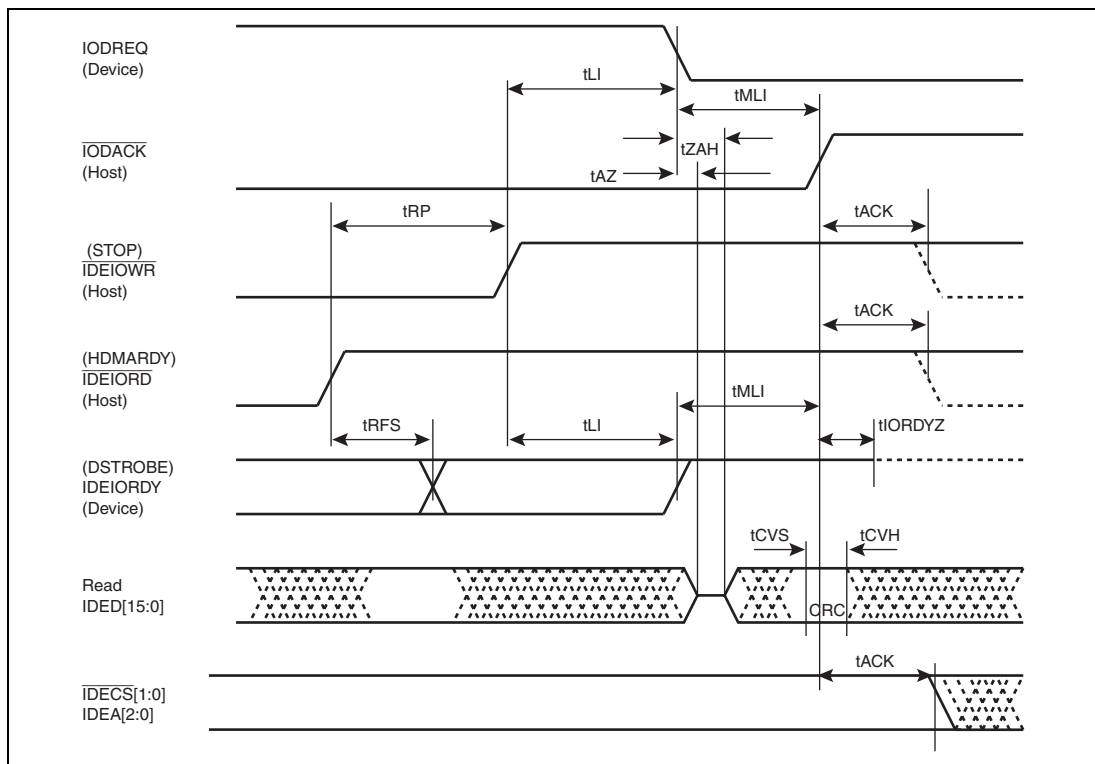 IODREQ
(Device)
tLI
tMLI
IODACK
(Host)
tZAH
tAZ
tRP
tACK
(STOP)
IDEIOWR
(Host)
tACK
(HDMARDY)
IDEIORD
(Host)
tMLI
tRFS
tLI
tIORDYZ
(DSTROBE)
IDEIORDY
(Device)
tCVS
tCVH
Read
IDED[15:0]
CRC
tACK
IDECS[1:0]
IDEA[2:0]